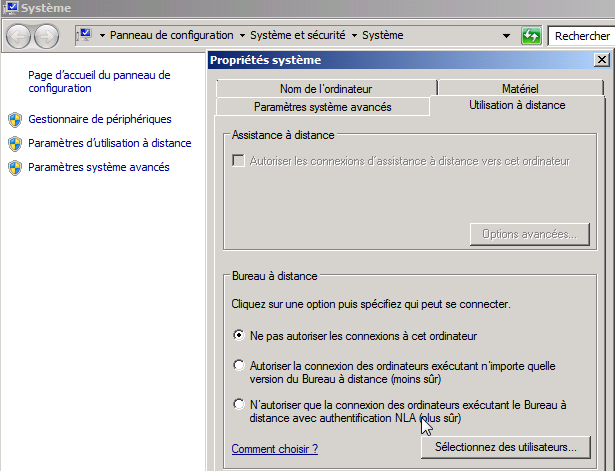 Système
Panneau de configuration
Système et sécurité
Système
Rechercher
Page d'accueil du panneau de
configuration
Gestionnaire de périphériques
Paramètres d'utilisation à distance
Paramètres système avancés
Propriétés système
Nom de l'ordinateur
Matériel
Paramètres système avancés
Utilisation à distance
Assistance à distance
Autoriser les connexions d'assistance à distance vers cet ordinateur
Options avancées...
Bureau à distance
Cliquez sur une option puis spécifiez qui peut se connecter.
Ne pas autoriser les connexions à cet ordinateur
Autoriser la connexion des ordinateurs exécutant n'importe quelle
version du Bureau à distance (moins sûr)
N'autoriser que la connexion des ordinateurs exécutant le Bureau à
distance avec authentification NLA (plus sûr)
Comment choisir ?
Sélectionnez des utilisateurs...